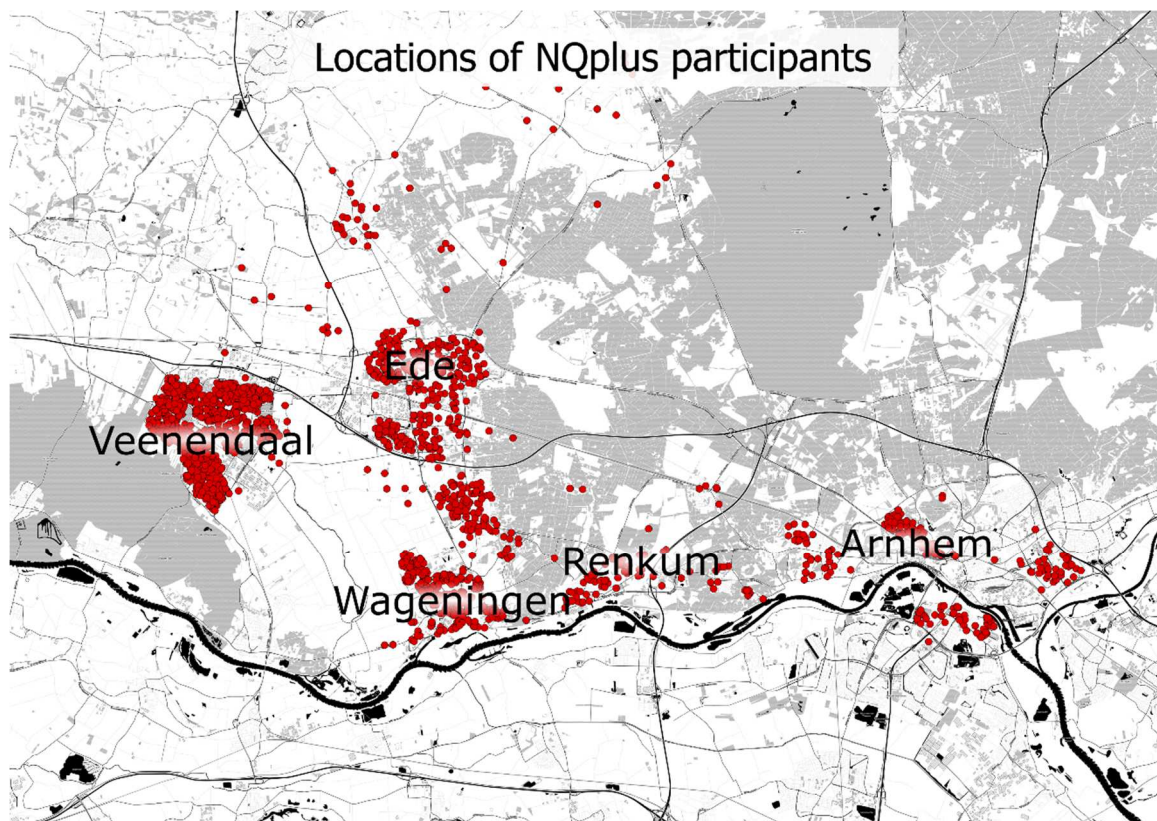 Locations of NQplus participants
Ede
Veenendaal
Arnhem
Renkum
Wageningen